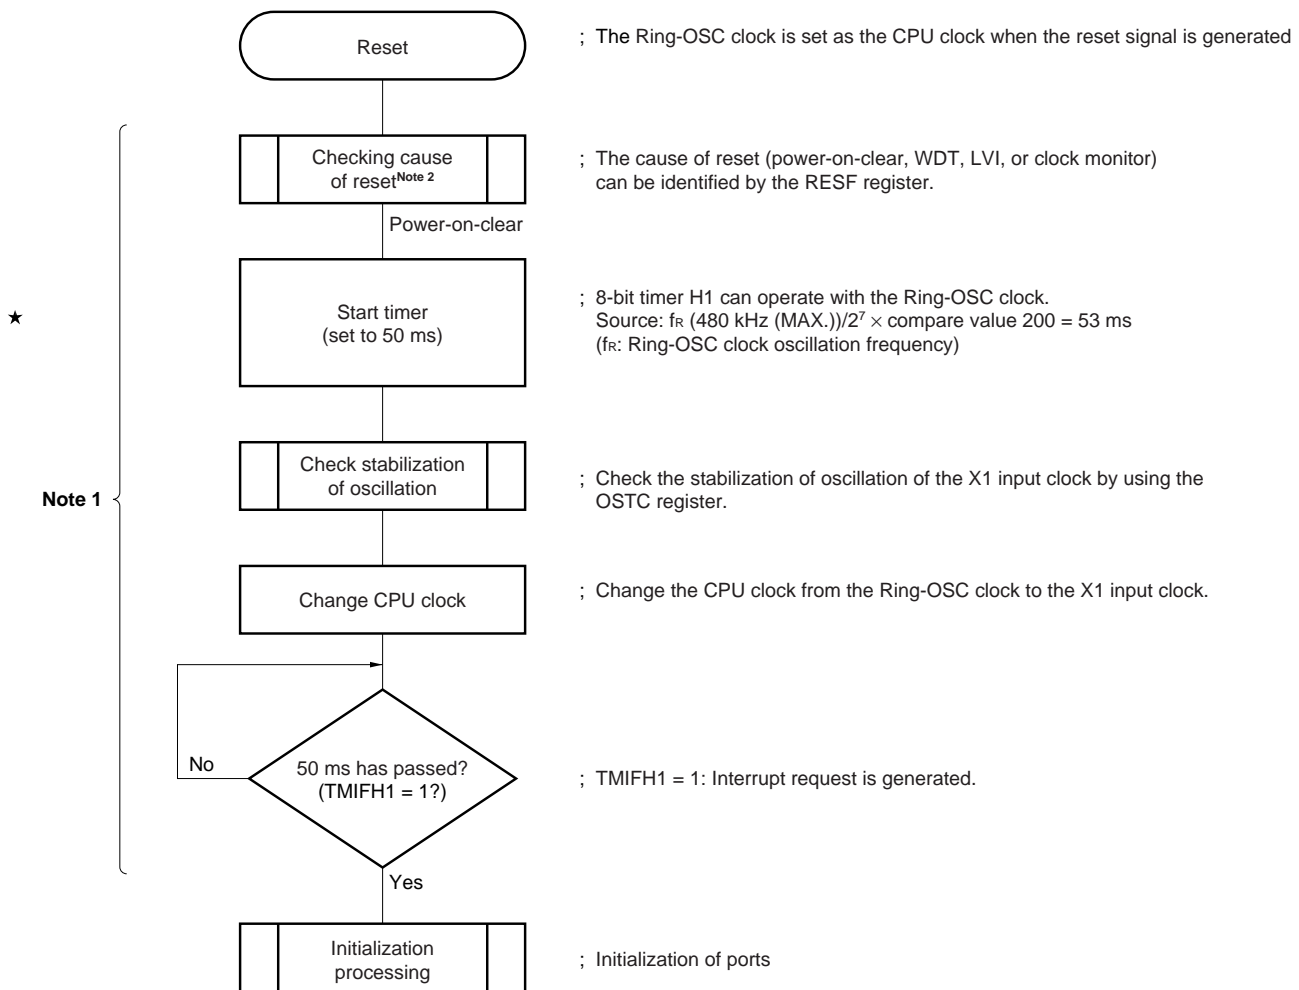 Reset
; The Ring-OSC clock is set as the CPU clock when the reset signal is generated
Checking cause
of reset Note 2
; The cause of reset (power-on-clear, WDT, LVI, or clock monitor)
can be identified by the RESF register.
Power-on-clear
★
Start timer
(set to 50 ms)
; 8-bit timer H1 can operate with the Ring-OSC clock.
Source: fR (480 kHz (MAX.))/2⁷ × compare value 200 = 53 ms
(fR: Ring-OSC clock oscillation frequency)
Note 1
Check stabilization
of oscillation
; Check the stabilization of oscillation of the X1 input clock by using the
OSTC register.
Change CPU clock
; Change the CPU clock from the Ring-OSC clock to the X1 input clock.
No
50 ms has passed?
(TMIFH1 = 1?)
; TMIFH1 = 1: Interrupt request is generated.
Yes
Initialization
processing
; Initialization of ports